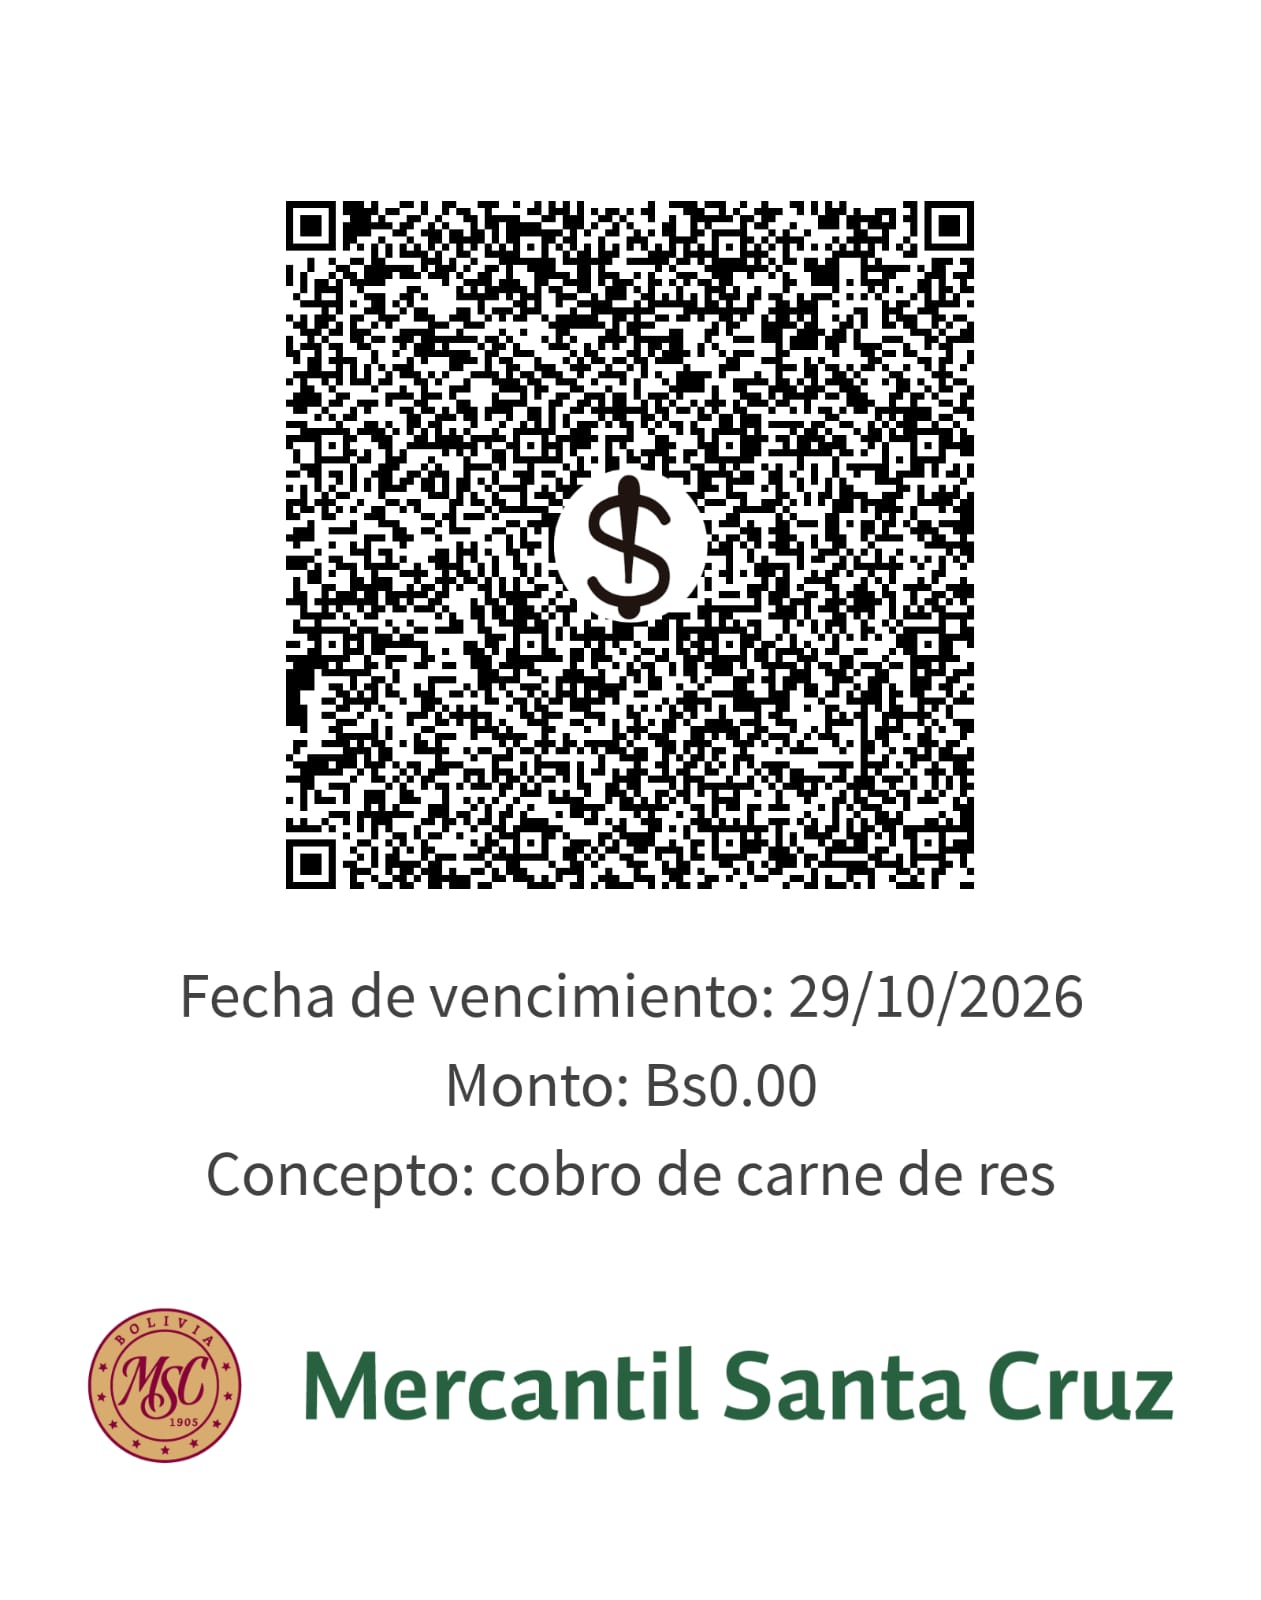 Fecha de vencimiento: 29/10/2026
Monto: Bs0.00
Concepto: cobro de carne de res
BOLIVIA
MSC
1905
Mercantil Santa Cruz